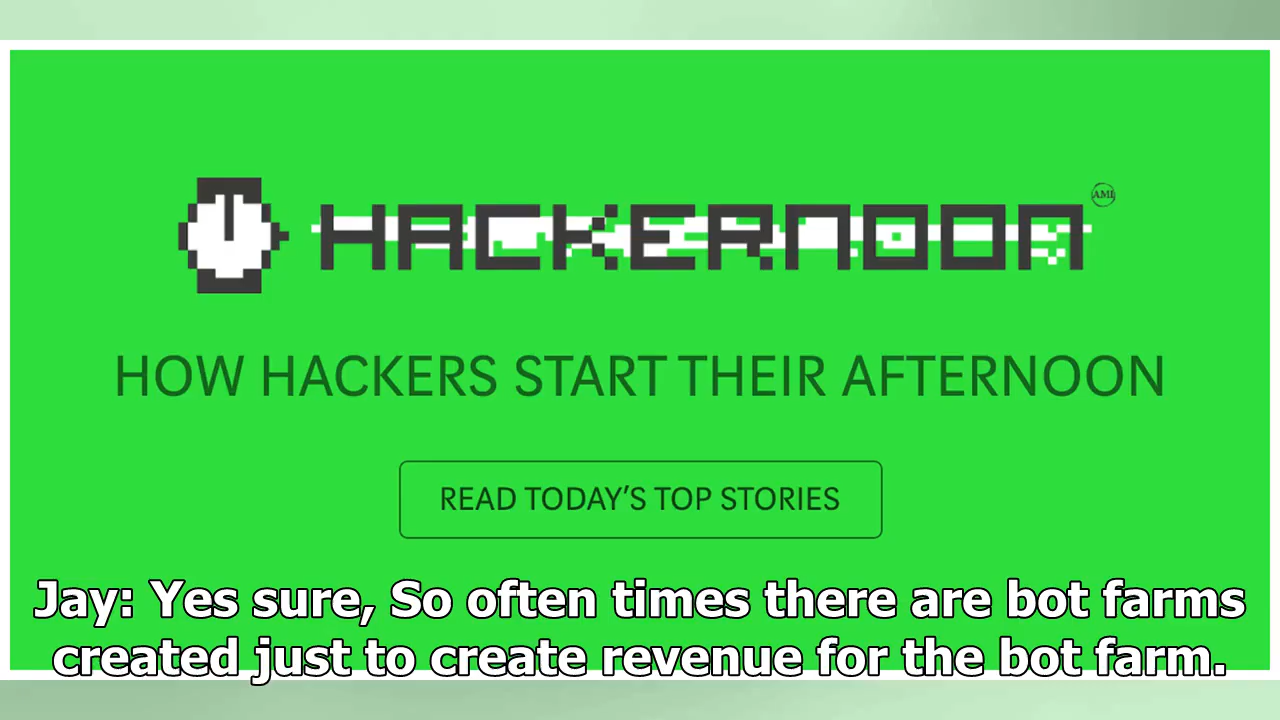 HACKERNOON
AMI
HOW HACKERS START THEIR AFTERNOON
READ TODAY'S TOP STORIES
Jay: Yes sure, So often times there are bot farms
created just to create revenue for the bot farm.